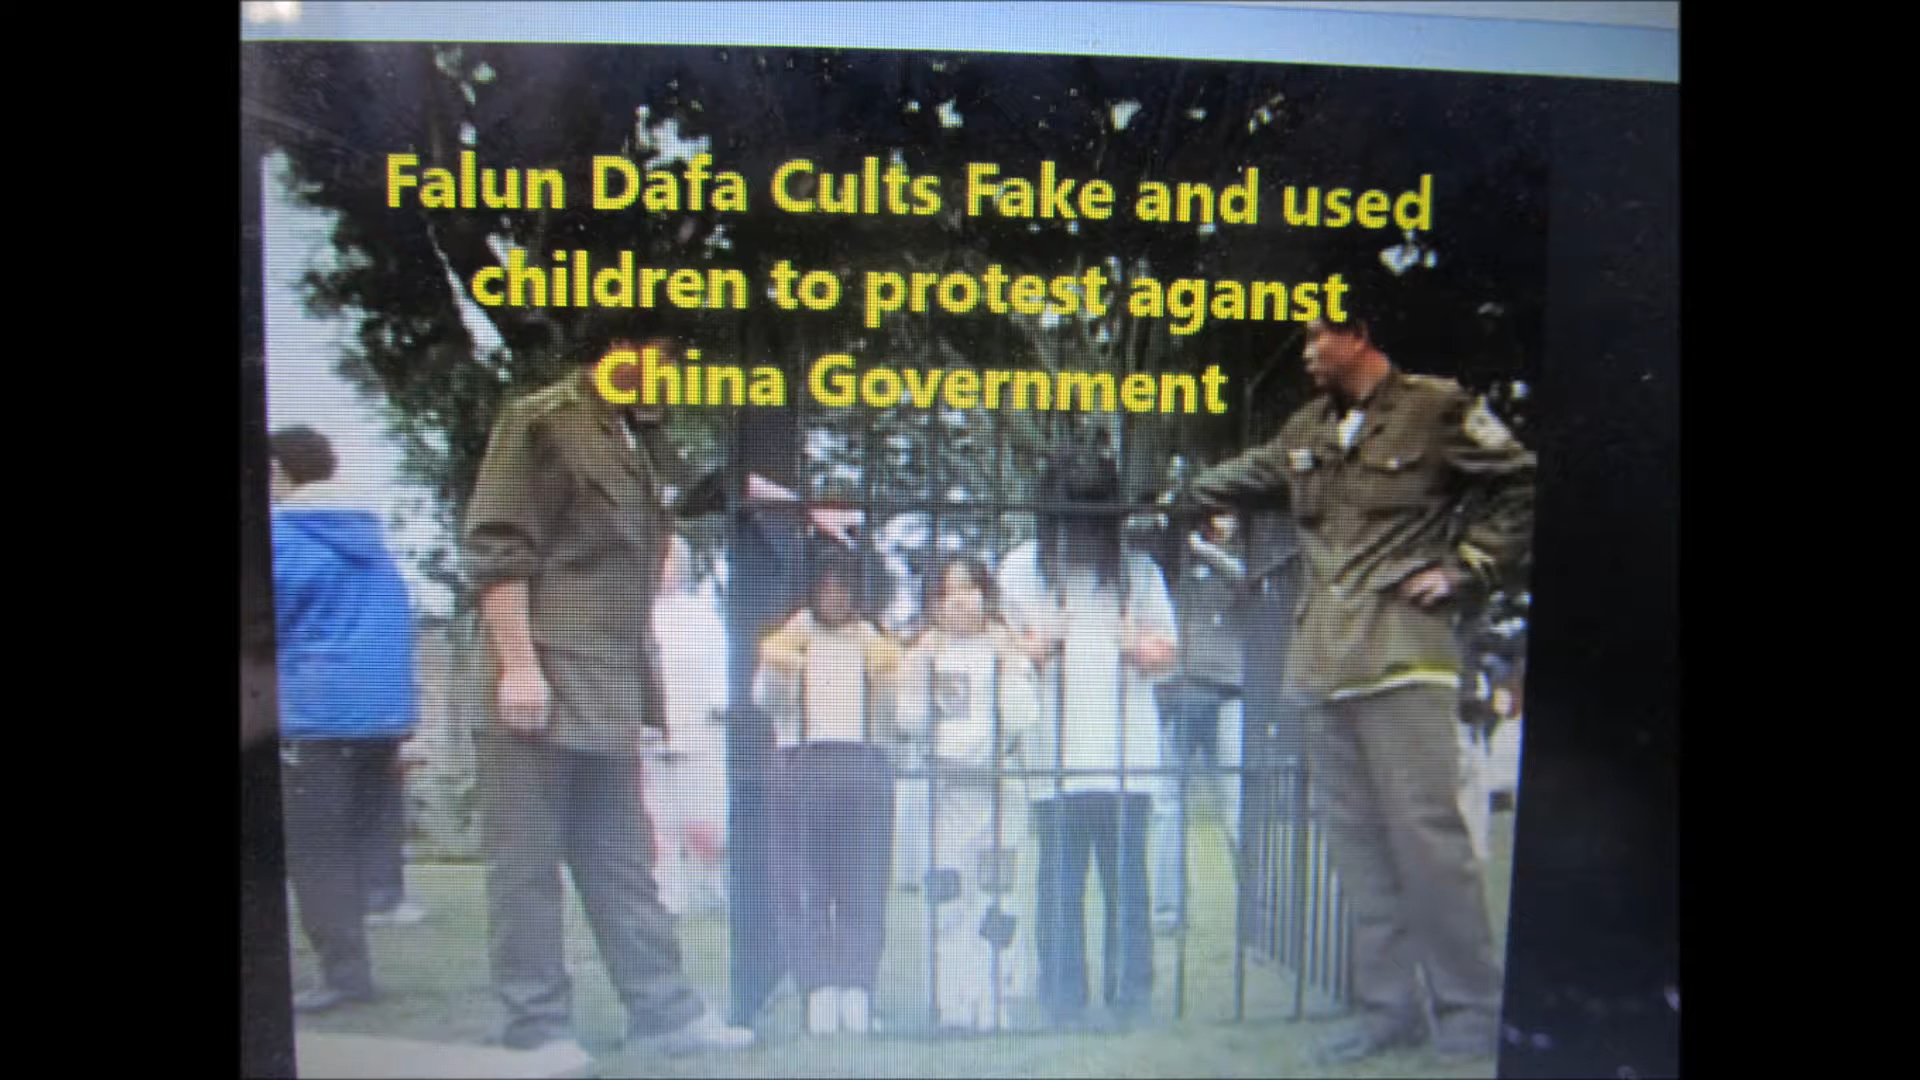 Falun Dafa Cults Fake and used
children to protest aganst
China Government